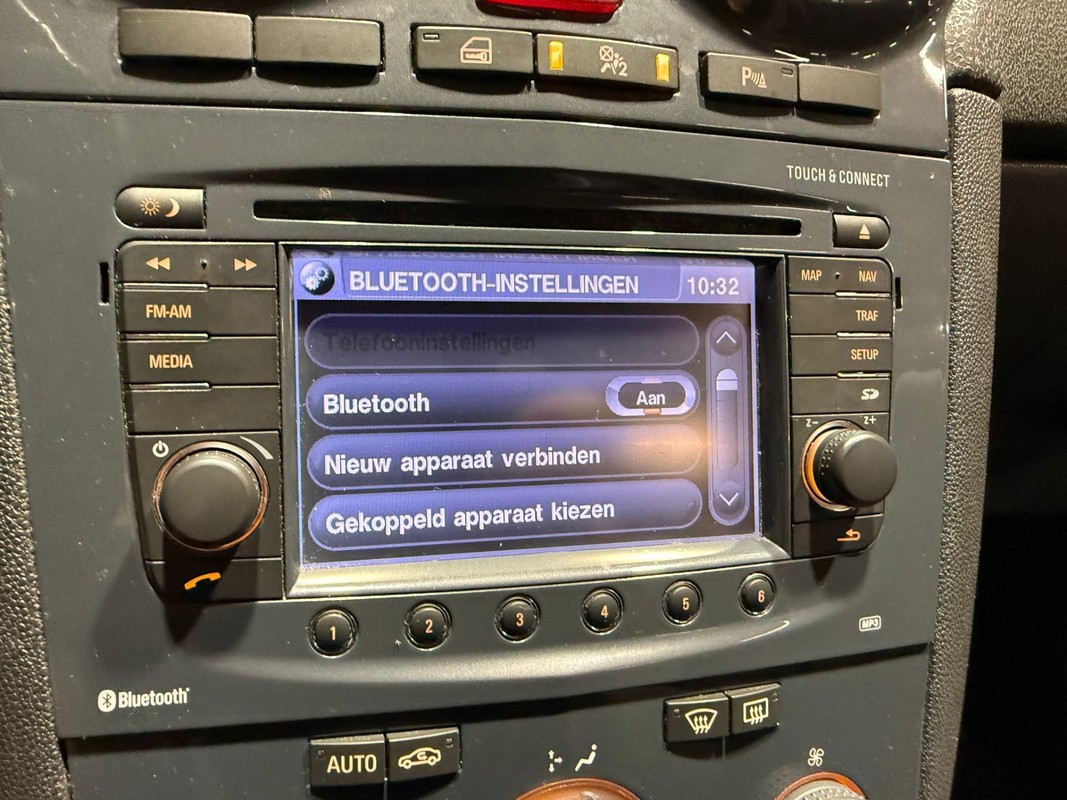 2
P
TOUCH & CONNECT
BLUETOOTH-INSTELLINGEN 10:32
MAP NAV
FM-AM
TRAF
Telefooninstellingen
MEDIA
SETUP
Bluetooth Aan
Z- Z+
Nieuw apparaat verbinden
Gekoppeld apparaat kiezen
1 2 3 4 5 6
MP3
Bluetooth®
AUTO